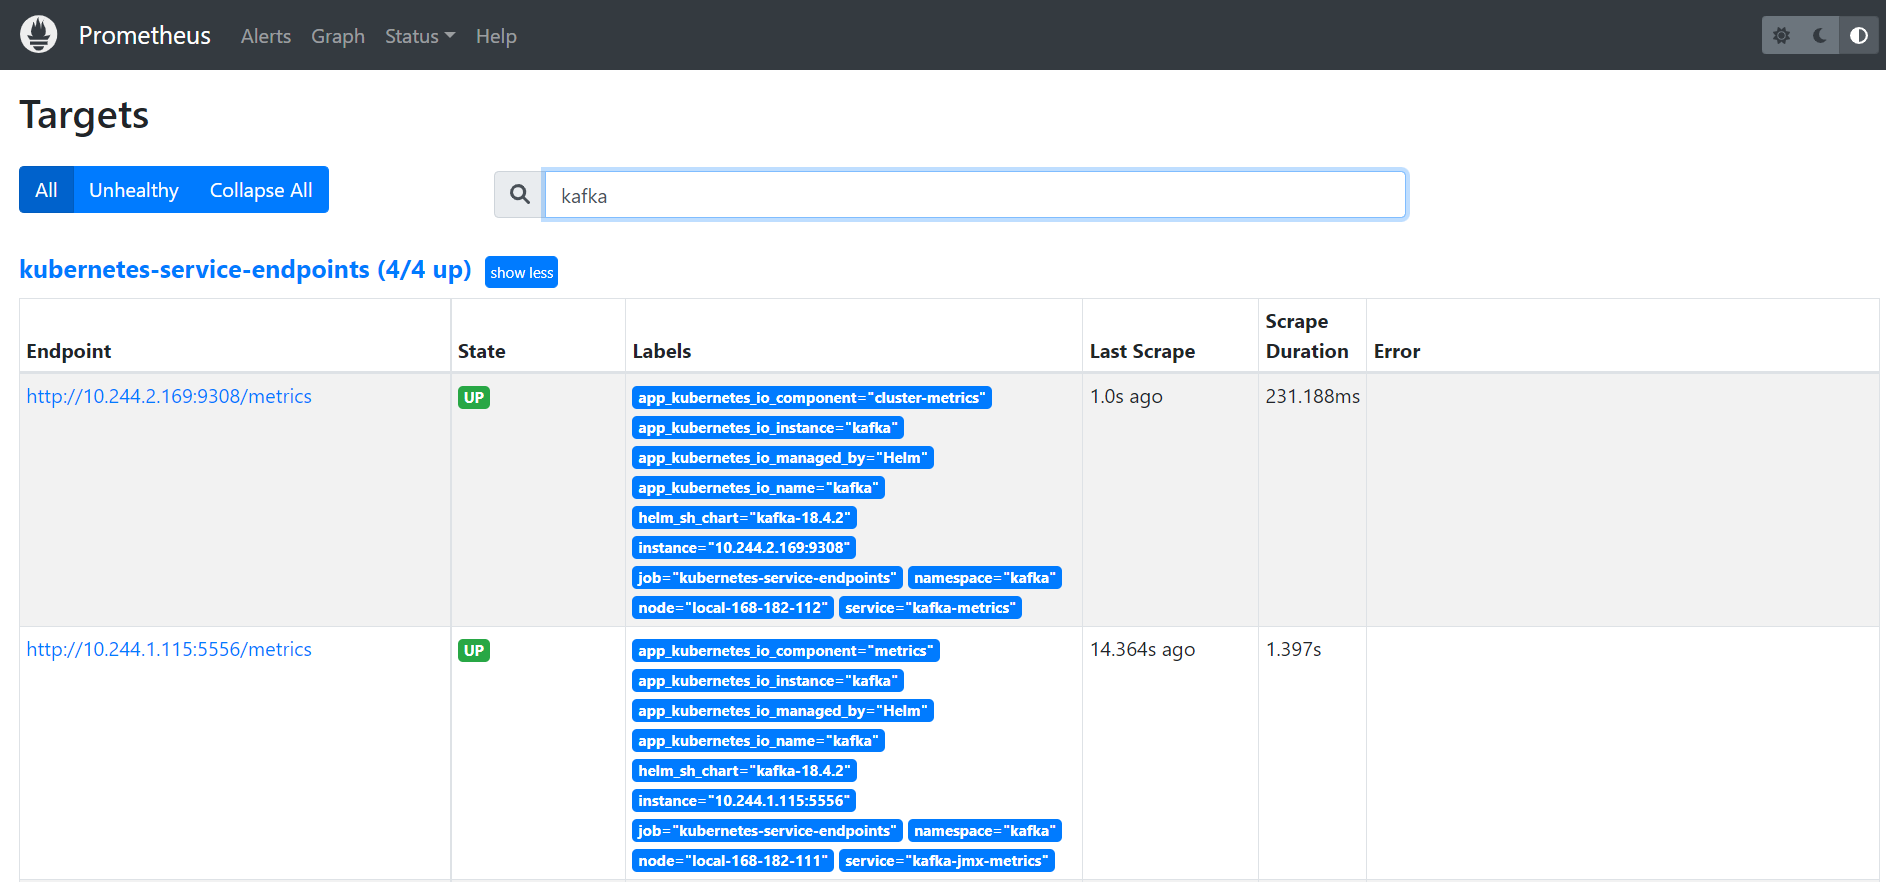 Prometheus Alerts Graph Status Help
Targets
All Unhealthy Collapse All
kafka
kubernetes-service-endpoints (4/4 up) show less
Endpoint State Labels Last Scrape Scrape Duration Error
http://10.244.2.169:9308/metrics UP app_kubernetes_io_component="cluster-metrics" 1.0s ago 231.188ms
app_kubernetes_io_instance="kafka"
app_kubernetes_io_managed_by="Helm"
app_kubernetes_io_name="kafka"
helm_sh_chart="kafka-18.4.2"
instance="10.244.2.169:9308"
job="kubernetes-service-endpoints" namespace="kafka"
node="local-168-182-112" service="kafka-metrics"
http://10.244.1.115:5556/metrics UP app_kubernetes_io_component="metrics" 14.364s ago 1.397s
app_kubernetes_io_instance="kafka"
app_kubernetes_io_managed_by="Helm"
app_kubernetes_io_name="kafka"
helm_sh_chart="kafka-18.4.2"
instance="10.244.1.115:5556"
job="kubernetes-service-endpoints" namespace="kafka"
node="local-168-182-111" service="kafka-jmx-metrics"